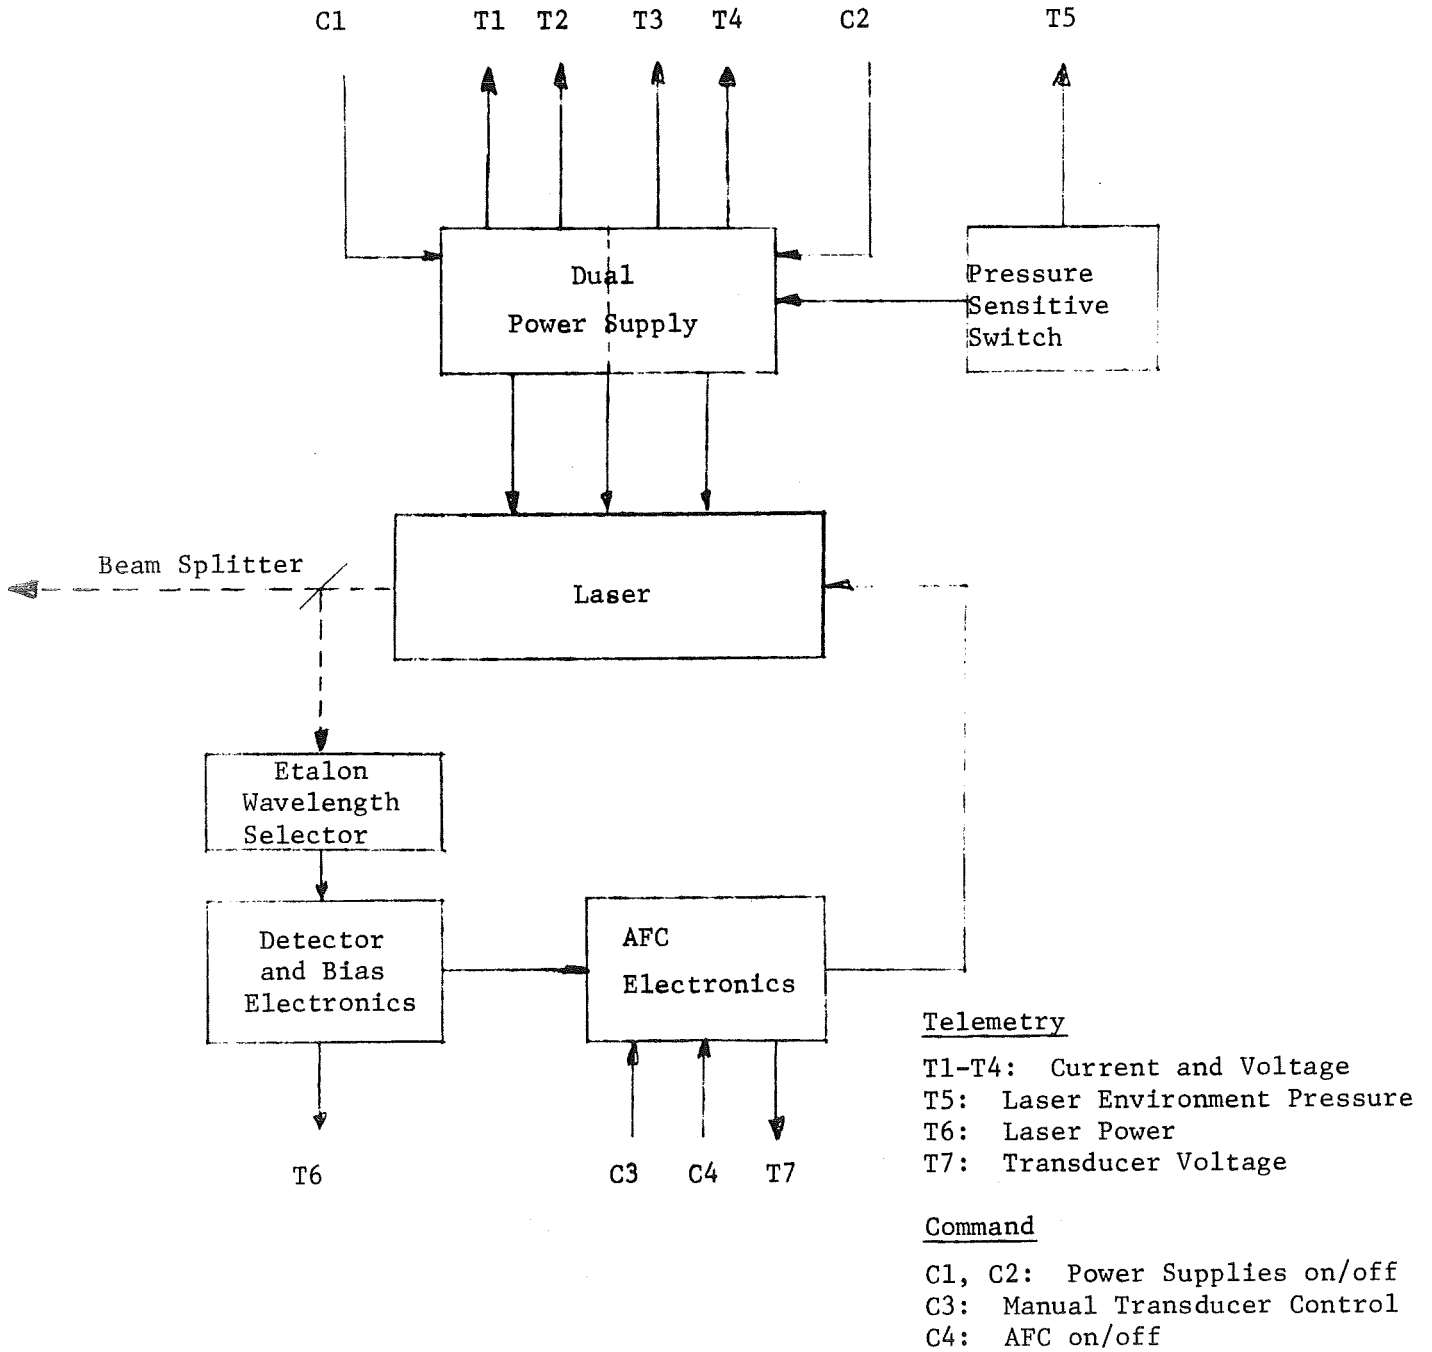 C1 T1 T2 T3 T4 C2 T5
Dual
Power Supply
Pressure
Sensitive
Switch
Beam Splitter
Laser
Etalon
Wavelength
Selector
Detector
and Bias
Electronics
AFC
Electronics
T6 C3 C4 T7
Telemetry
T1-T4: Current and Voltage
T5: Laser Environment Pressure
T6: Laser Power
T7: Transducer Voltage
Command
C1, C2: Power Supplies on/off
C3: Manual Transducer Control
C4: AFC on/off